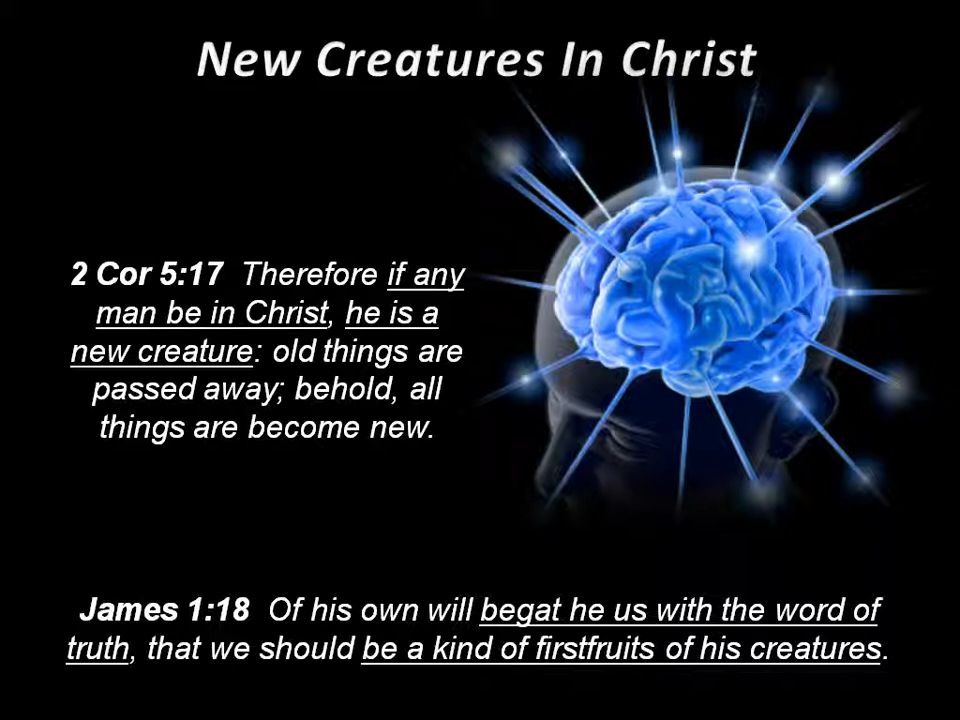 New Creatures In Christ
2 Cor 5:17  Therefore if any
man be in Christ, he is a
new creature: old things are
passed away; behold, all
things are become new.
James 1:18  Of his own will begat he us with the word of
truth, that we should be a kind of firstfruits of his creatures.